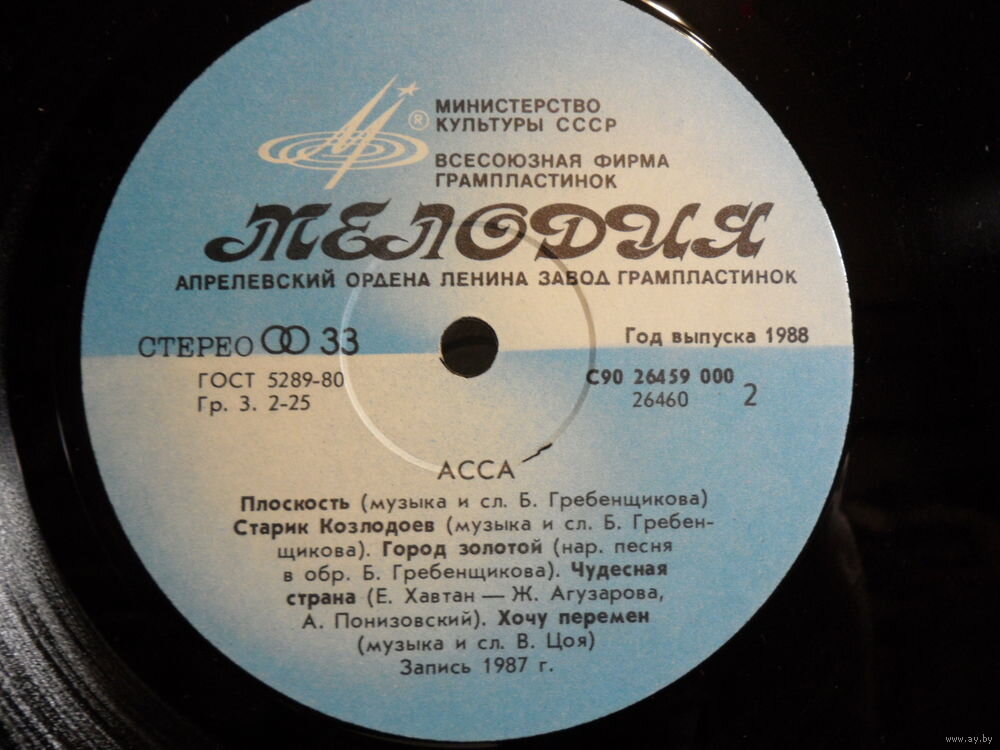 ®
МИНИСТЕРСТВО
КУЛЬТУРЫ СССР
ВСЕСОЮЗНАЯ ФИРМА
ГРАМПЛАСТИНОК
МЕЛОДИЯ
АПРЕЛЕВСКИЙ ОРДЕНА ЛЕНИНА ЗАВОД ГРАМПЛАСТИНОК
СТЕРЕО 33
Год выпуска 1988
ГОСТ 5289-80
Гр. 3. 2-25
С90 26459 000
26460 2
АССА
Плоскость (музыка и сл. Б. Гребенщикова)
Старик Козлодоев (музыка и сл. Б. Гребен-
щикова). Город золотой (нар. песня
в обр. Б. Гребенщикова). Чудесная
страна (Е. Хавтан — Ж. Агузарова,
А. Понизовский). Хочу перемен
(музыка и сл. В. Цоя)
Запись 1987 г.
www.ay.by